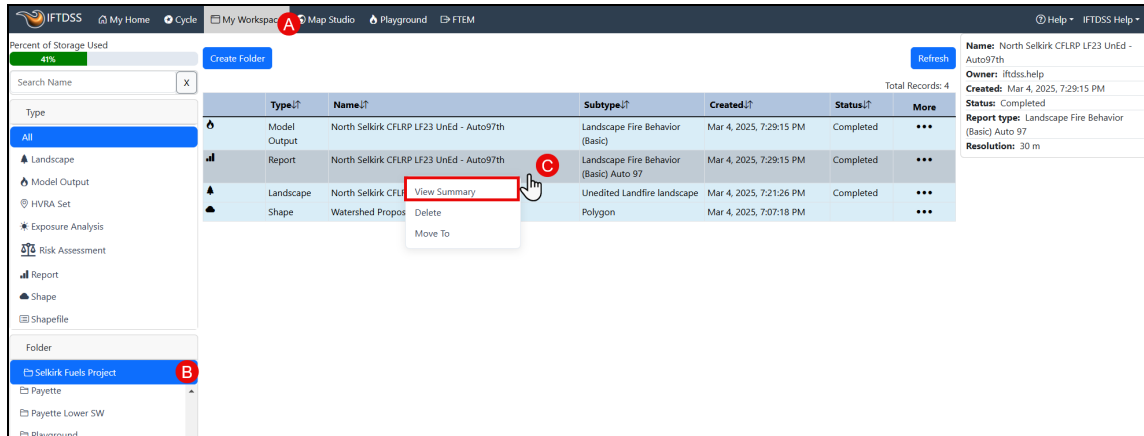 IFTDSS My Home Cycle My Workspac A Map Studio Playground FTEM Help IFTDSS Help
Percent of Storage Used
41%
Search Name X
Type
All
Landscape
Model Output
HVRA Set
Exposure Analysis
Risk Assessment
Report
Shape
Shapefile
Folder
Selkirk Fuels Project B
Payette
Payette Lower SW
Playground
Create Folder Refresh
Total Records: 4
Type Name Subtype Created Status More
Model Output North Selkirk CFLRP LF23 UnEd - Auto97th Landscape Fire Behavior (Basic) Mar 4, 2025, 7:29:15 PM Completed •••
Report North Selkirk CFLRP LF23 UnEd - Auto97th C Landscape Fire Behavior (Basic) Auto 97 Mar 4, 2025, 7:29:15 PM Completed •••
Landscape North Selkirk CFL Unedited Landfire landscape Mar 4, 2025, 7:21:26 PM Completed •••
Shape Watershed Propos Polygon Mar 4, 2025, 7:07:18 PM •••
View Summary
Delete
Move To
Name: North Selkirk CFLRP LF23 UnEd -
Auto97th
Owner: iftdss.help
Created: Mar 4, 2025, 7:29:15 PM
Status: Completed
Report type: Landscape Fire Behavior
(Basic) Auto 97
Resolution: 30 m